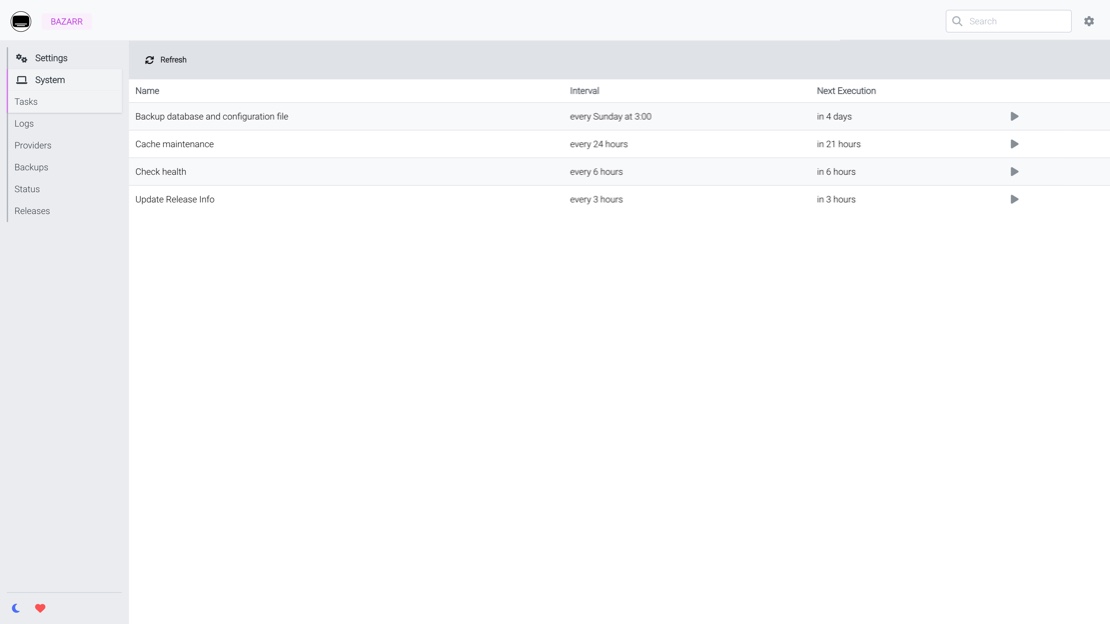 BAZARR
Search
Settings
System
Tasks
Logs
Providers
Backups
Status
Releases
Refresh
Name Interval Next Execution
Backup database and configuration file every Sunday at 3:00 in 4 days
Cache maintenance every 24 hours in 21 hours
Check health every 6 hours in 6 hours
Update Release Info every 3 hours in 3 hours